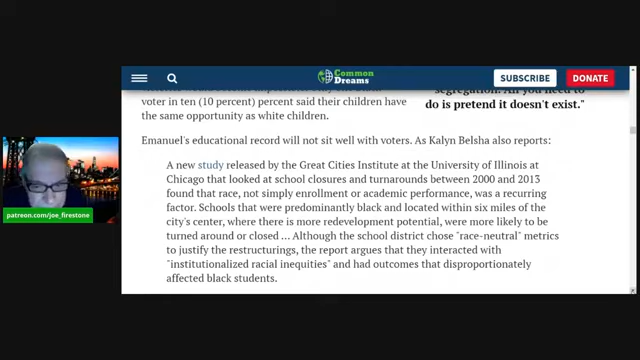 Common
Dreams
SUBSCRIBE
DONATE
voter in ten (10 percent) percent said their children have
the same opportunity as white children.
segregation. All you need to
do is pretend it doesn't exist."
Emanuel's educational record will not sit well with voters. As Kalyn Belsha also reports:
A new study released by the Great Cities Institute at the University of Illinois at
Chicago that looked at school closures and turnarounds between 2000 and 2013
found that race, not simply enrollment or academic performance, was a recurring
factor. Schools that were predominantly black and located within six miles of the
city's center, where there is more redevelopment potential, were more likely to be
turned around or closed ... Although the school district chose "race-neutral" metrics
to justify the restructurings, the report argues that they interacted with
"institutionalized racial inequities" and had outcomes that disproportionately
affected black students.
patreon.com/joe_firestone